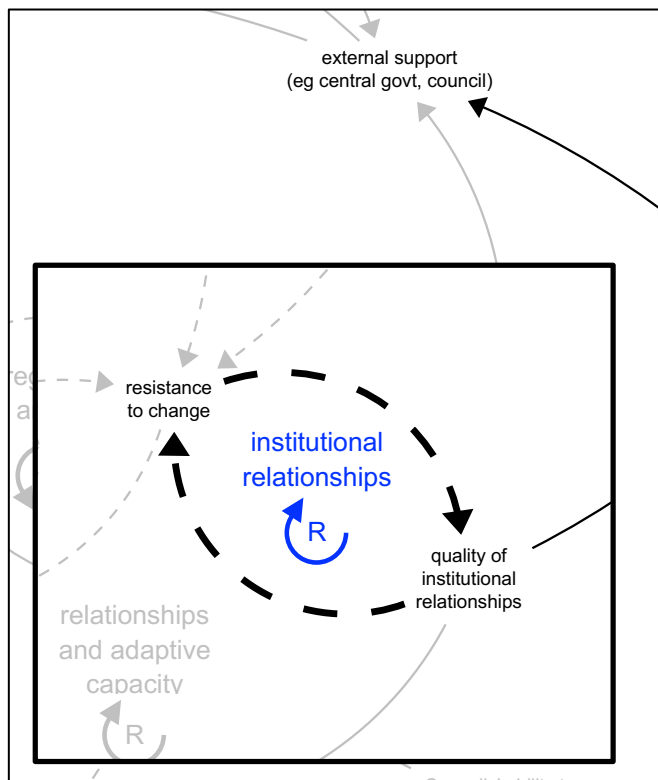 external support
(eg central govt, council)
resistance
to change
institutional
relationships
R
quality of
institutional
relationships
relationships
and adaptive
capacity
R